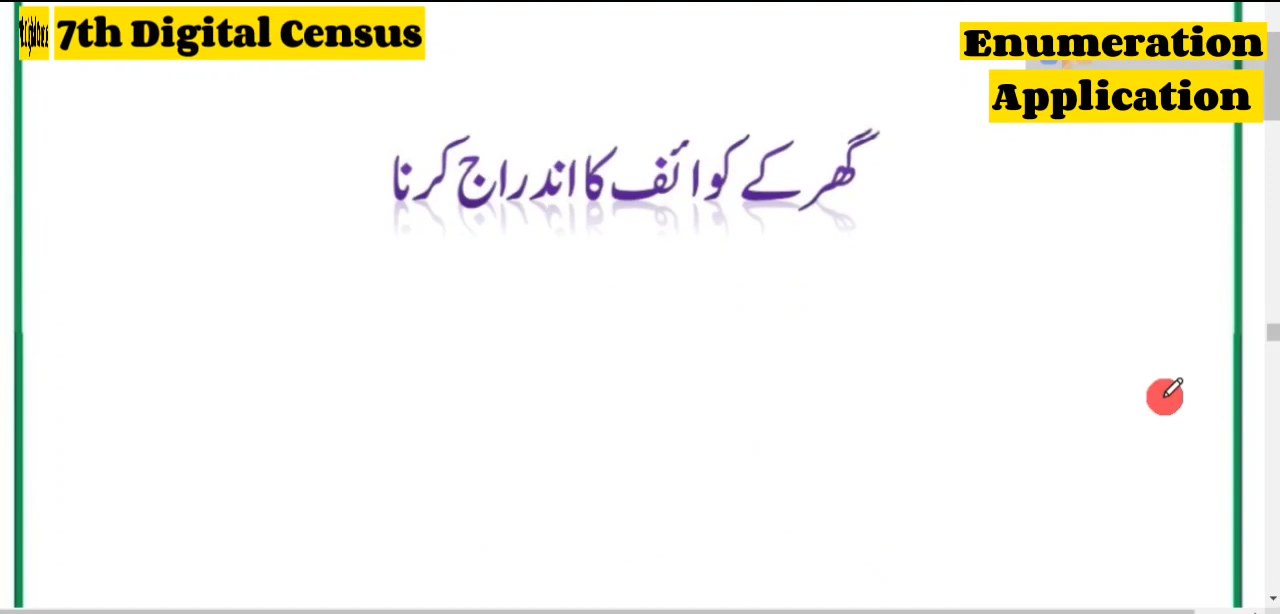 7th Digital Census
Enumeration
Application
گھر کے کوائف کا اندراج کرنا